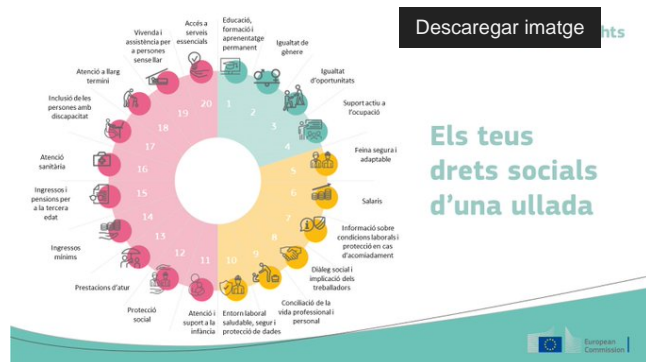 Descaregar imatge
hts
Els teus
drets socials
d'una ullada
Educació,
formació i
aprenentatge
permanent
1
Igualtat de
gènere
2
Igualtat
d'oportunitats
3
Suport actiu a
l'ocupació
4
Feina segura i
adaptable
5
Salaris
6
Informació sobre
condicions laborals i
protecció en cas
d'acomiadament
7
Diàleg social i
implicació dels
treballadors
8
Conciliació de la
vida professional i
personal
9
Entorn laboral
saludable, segur i
protecció de dades
10
Atenció i
suport a la
infància
11
Protecció
social
12
Prestacions d'atur
13
Ingressos
mínims
14
Ingressos i
pensions per
a la tercera
edat
15
Atenció
sanitària
16
Inclusió de les
persones amb
discapacitat
17
Atenció a llarg
termini
18
Vivenda i
assistència per
a persones
sense llar
19
Accés a
serveis
essencials
20
European
Commission